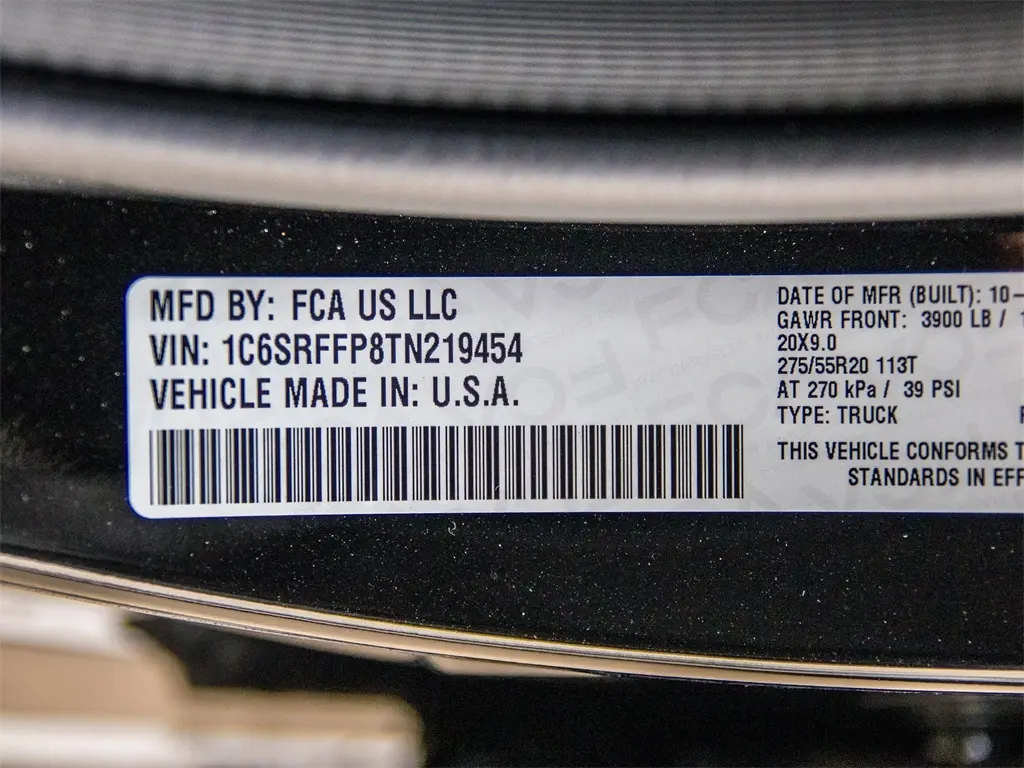 MFD BY: FCA US LLC
VIN: 1C6SRFFP8TN219454
VEHICLE MADE IN: U.S.A.
DATE OF MFR (BUILT): 10-
GAWR FRONT: 3900 LB /
20X9.0
275/55R20 113T
AT 270 kPa / 39 PSI
TYPE: TRUCK
THIS VEHICLE CONFORMS T
STANDARDS IN EFF